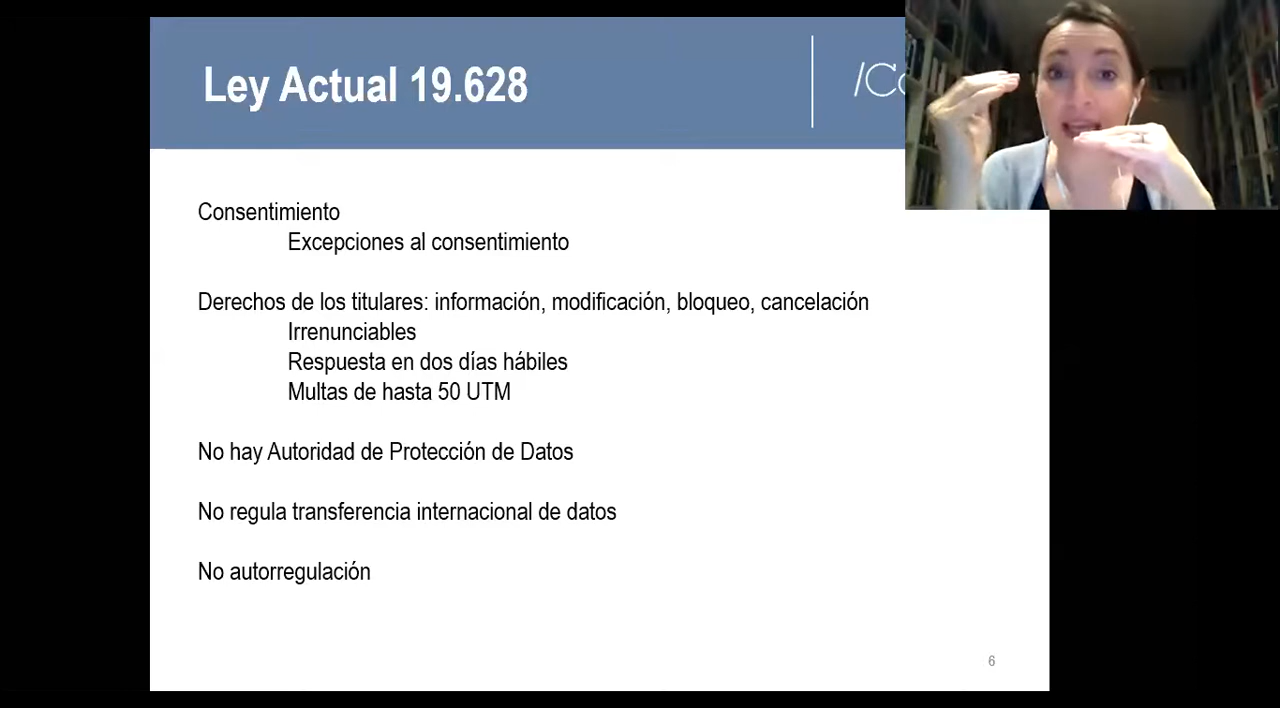 Ley Actual 19.628
Consentimiento
Excepciones al consentimiento
Derechos de los titulares: información, modificación, bloqueo, cancelación
Irrenunciables
Respuesta en dos días hábiles
Multas de hasta 50 UTM
No hay Autoridad de Protección de Datos
No regula transferencia internacional de datos
No autorregulación
6